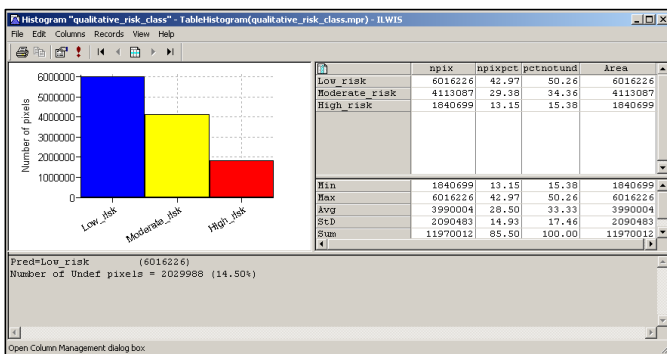 Histogram "qualitative_risk_class" - TableHistogram(qualitative_risk_class.mpr) - ILWIS
File Edit Columns Records View Help
6000000
5000000
4000000
3000000
2000000
1000000
0
Number of pixels
Low_risk
Moderate_risk
High_risk
npix npixpct pctnotund Area
Low_risk 6016226 42.97 50.26 6016226
Moderate_risk 4113087 29.38 34.36 4113087
High_risk 1840699 13.15 15.38 1840699
Min 1840699 13.15 15.38 1840699
Max 6016226 42.97 50.26 6016226
Avg 3990004 28.50 33.33 3990004
StD 2090483 14.93 17.46 2090483
Sum 11970012 85.50 100.00 11970012
Pred=Low_risk (6016226)
Number of Undef pixels = 2029988 (14.50%)
Open Column Management dialog box